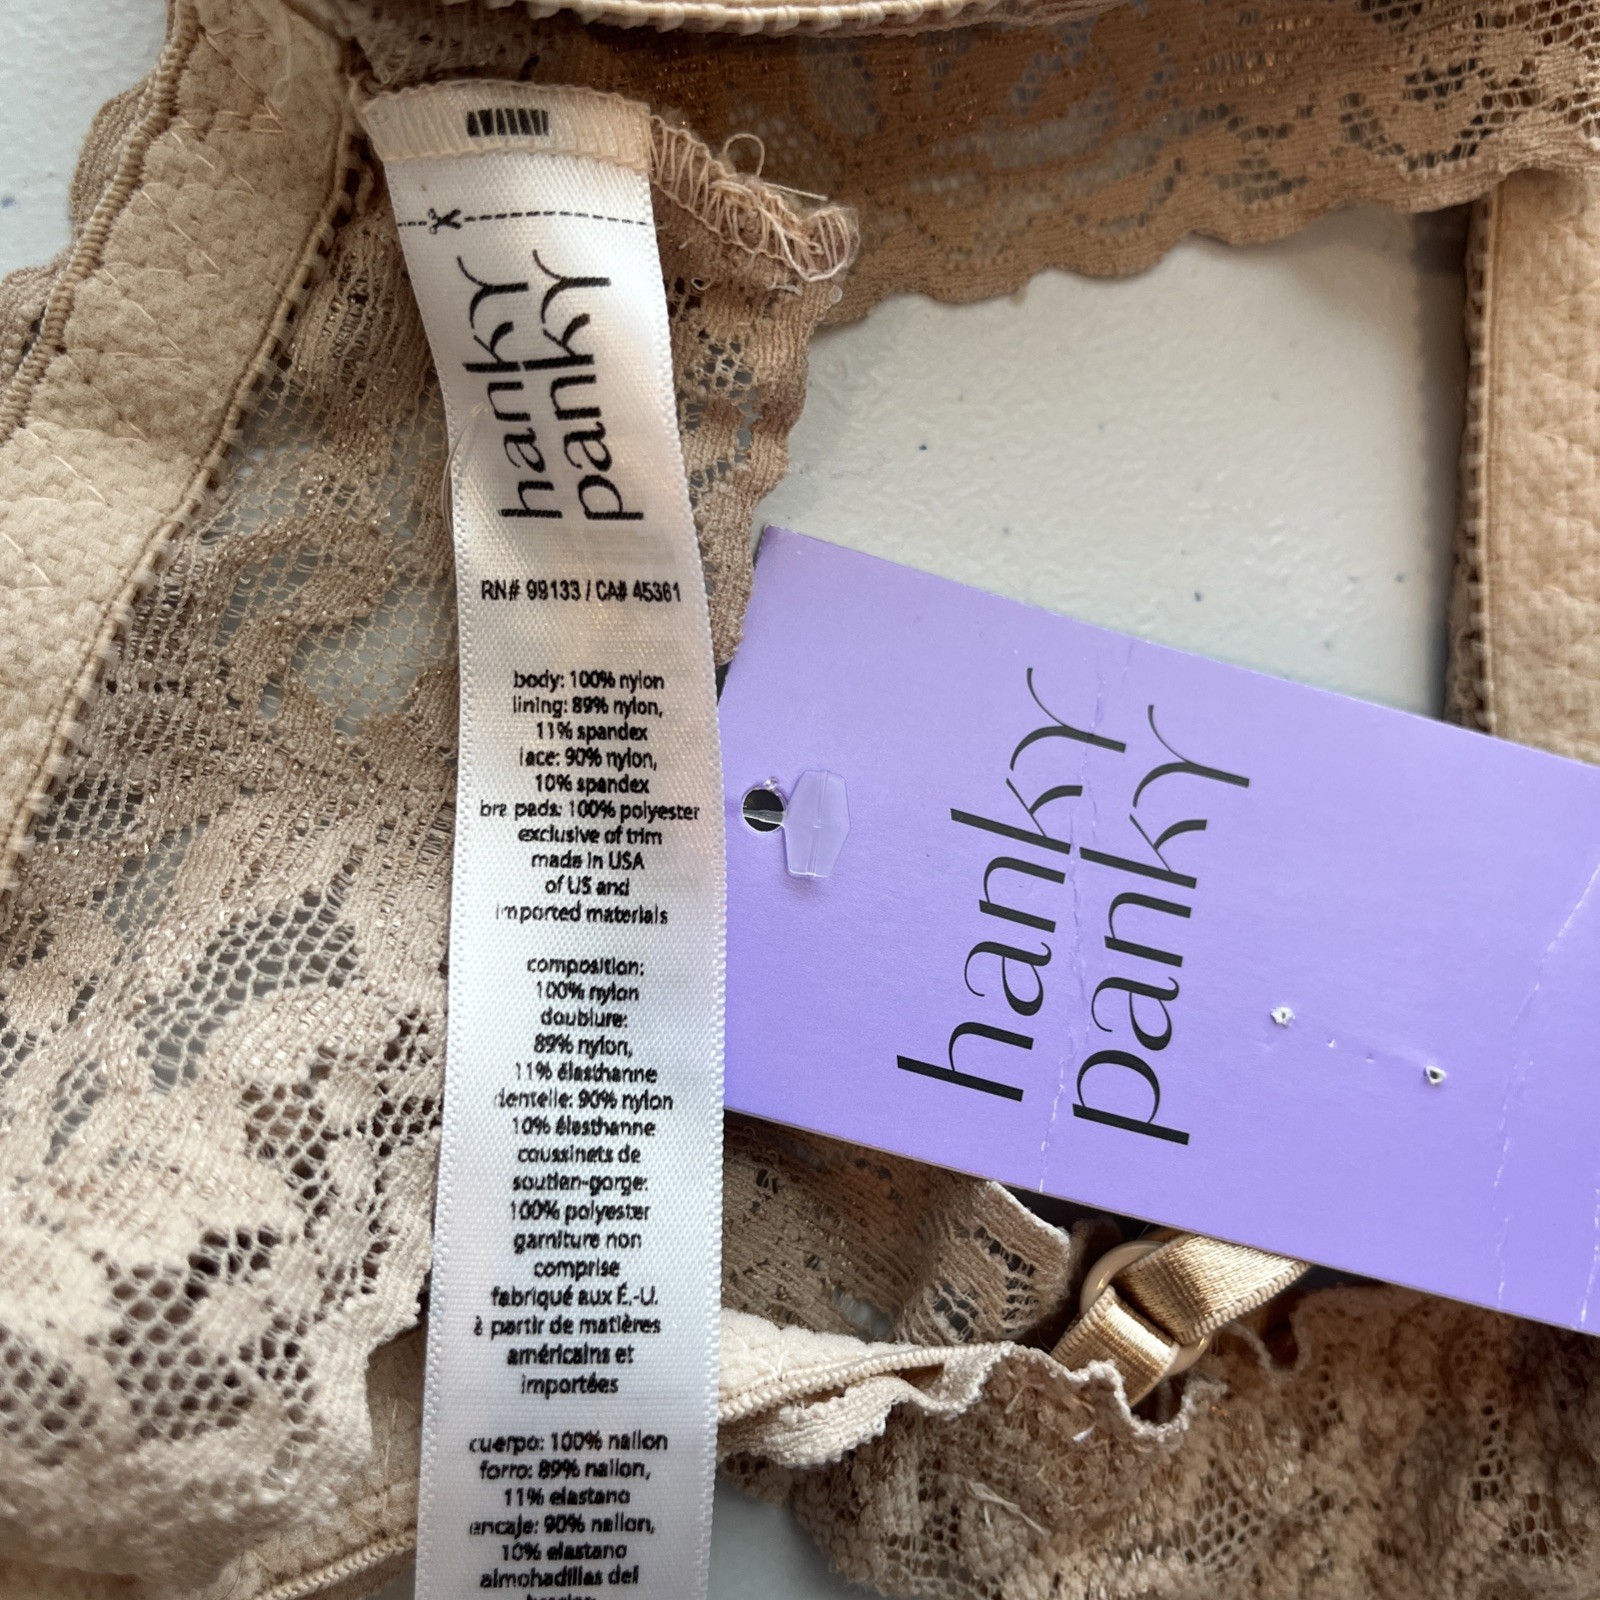 hanky
panky
RN# 99133 / CA# 45361
body: 100% nylon
lining: 89% nylon,
11% spandex
lace: 90% nylon,
10% spandex
bra pads: 100% polyester
exclusive of trim
made in USA
of US and
imported materials
composition:
100% nylon
doublure:
89% nylon,
11% élasthanne
dentelle: 90% nylon
10% élasthanne
coussinets de
soutien-gorge:
100% polyester
garniture non
comprise
fabriqué aux É.-U.
à partir de matières
américains et
importées
cuerpo: 100% nailon
forro: 89% nailon,
11% elastano
encaje: 90% nailon,
10% elastano
almohadillas del
hanky
panky